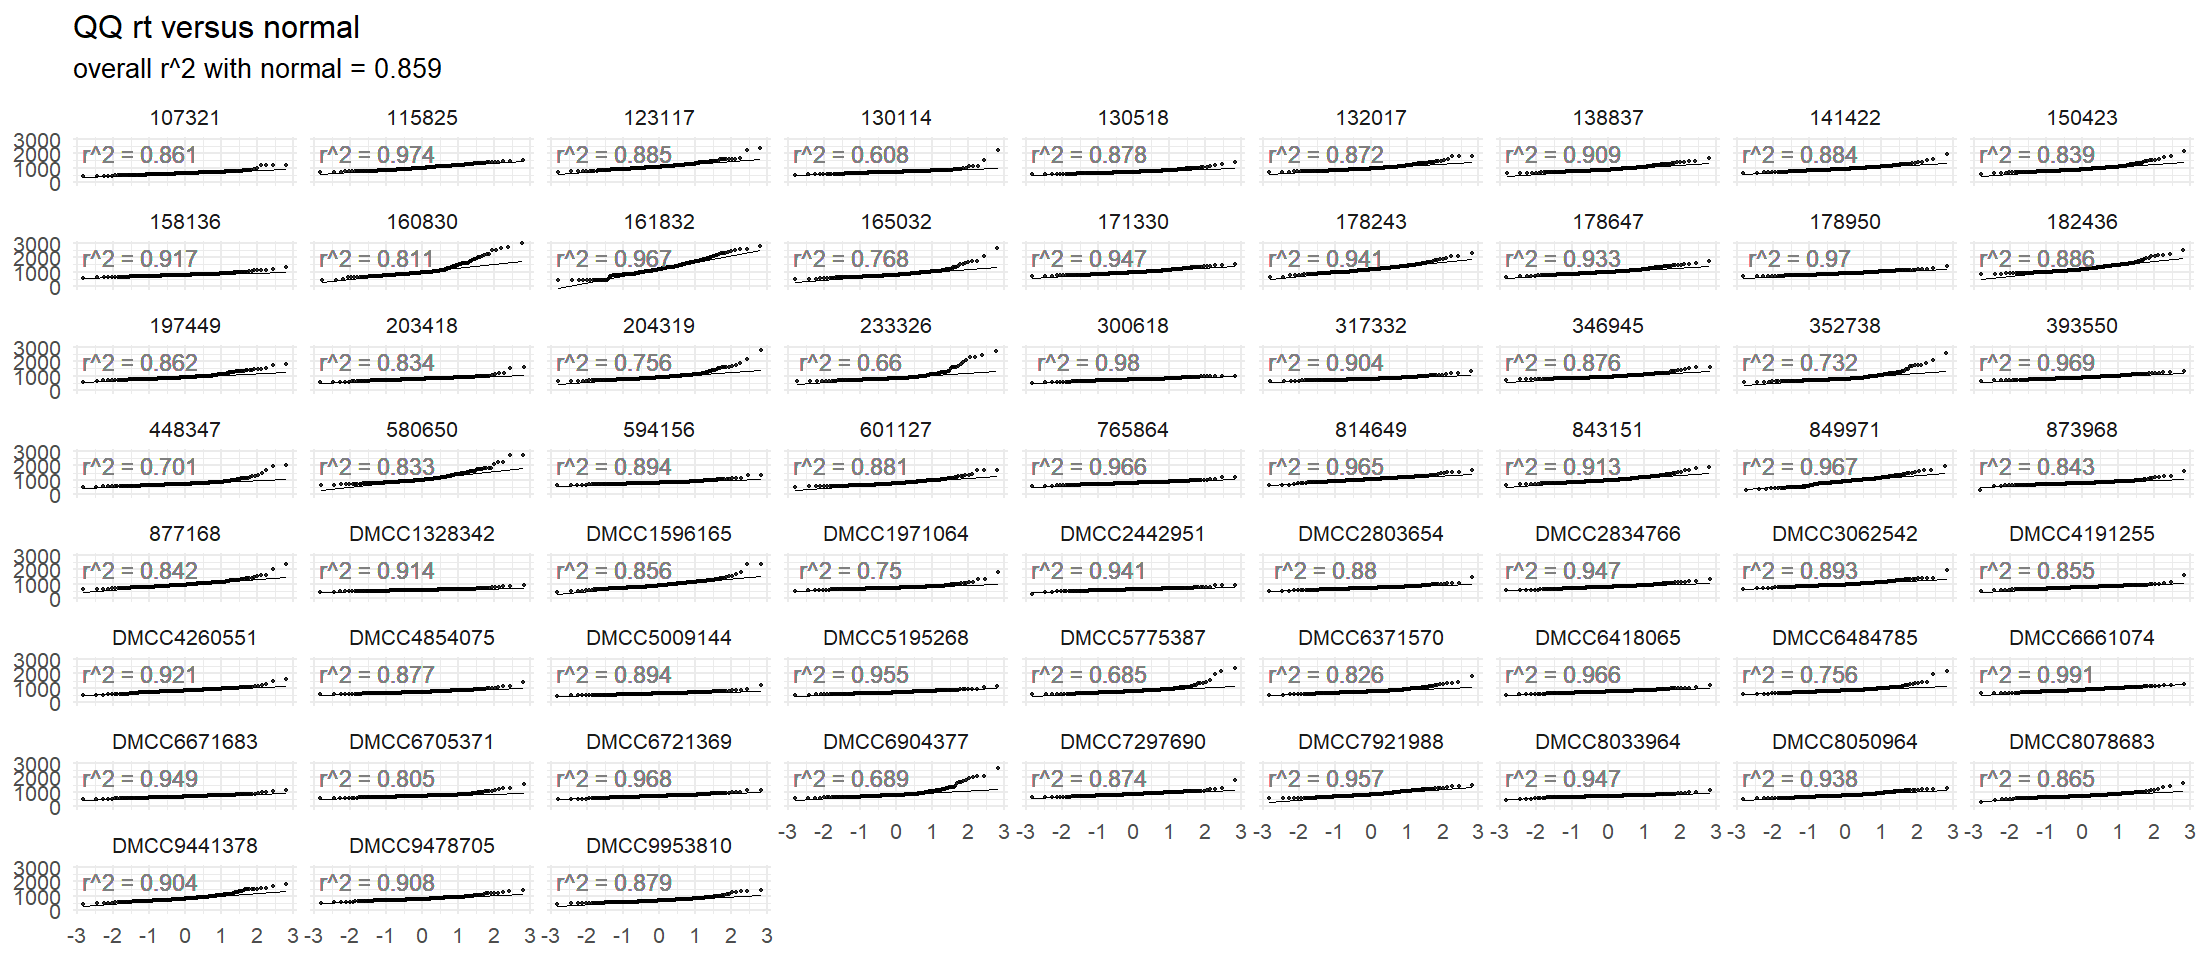 QQ rt versus normal
overall r^2 with normal = 0.859
107321 115825 123117 130114 130518 132017 138837 141422 150423
3000
1000
0
r^2 = 0.861 r^2 = 0.974 r^2 = 0.885 r^2 = 0.608 r^2 = 0.878 r^2 = 0.872 r^2 = 0.909 r^2 = 0.884 r^2 = 0.839
158136 160830 161832 165032 171330 178243 178647 178950 182436
3000
1000
0
r^2 = 0.917 r^2 = 0.811 r^2 = 0.967 r^2 = 0.768 r^2 = 0.947 r^2 = 0.941 r^2 = 0.933 r^2 = 0.97 r^2 = 0.886
197449 203418 204319 233326 300618 317332 346945 352738 393550
3000
1000
0
r^2 = 0.862 r^2 = 0.834 r^2 = 0.756 r^2 = 0.66 r^2 = 0.98 r^2 = 0.904 r^2 = 0.876 r^2 = 0.732 r^2 = 0.969
448347 580650 594156 601127 765864 814649 843151 849971 873968
3000
1000
0
r^2 = 0.701 r^2 = 0.833 r^2 = 0.894 r^2 = 0.881 r^2 = 0.966 r^2 = 0.965 r^2 = 0.913 r^2 = 0.967 r^2 = 0.843
877168 DMCC1328342 DMCC1596165 DMCC1971064 DMCC2442951 DMCC2803654 DMCC2834766 DMCC3062542 DMCC4191255
3000
1000
0
r^2 = 0.842 r^2 = 0.914 r^2 = 0.856 r^2 = 0.75 r^2 = 0.941 r^2 = 0.88 r^2 = 0.947 r^2 = 0.893 r^2 = 0.855
DMCC4260551 DMCC4854075 DMCC5009144 DMCC5195268 DMCC5775387 DMCC6371570 DMCC6418065 DMCC6484785 DMCC6661074
3000
1000
0
r^2 = 0.921 r^2 = 0.877 r^2 = 0.894 r^2 = 0.955 r^2 = 0.685 r^2 = 0.826 r^2 = 0.966 r^2 = 0.756 r^2 = 0.991
DMCC6671683 DMCC6705371 DMCC6721369 DMCC6904377 DMCC7297690 DMCC7921988 DMCC8033964 DMCC8050964 DMCC8078683
3000
1000
0
r^2 = 0.949 r^2 = 0.805 r^2 = 0.968 r^2 = 0.689 r^2 = 0.874 r^2 = 0.957 r^2 = 0.947 r^2 = 0.938 r^2 = 0.865
-3 -2 -1 0 1 2 3 -3 -2 -1 0 1 2 3 -3 -2 -1 0 1 2 3 -3 -2 -1 0 1 2 3 -3 -2 -1 0 1 2 3 -3 -2 -1 0 1 2 3
DMCC9441378 DMCC9478705 DMCC9953810
3000
1000
0
r^2 = 0.904 r^2 = 0.908 r^2 = 0.879
-3 -2 -1 0 1 2 3 -3 -2 -1 0 1 2 3 -3 -2 -1 0 1 2 3